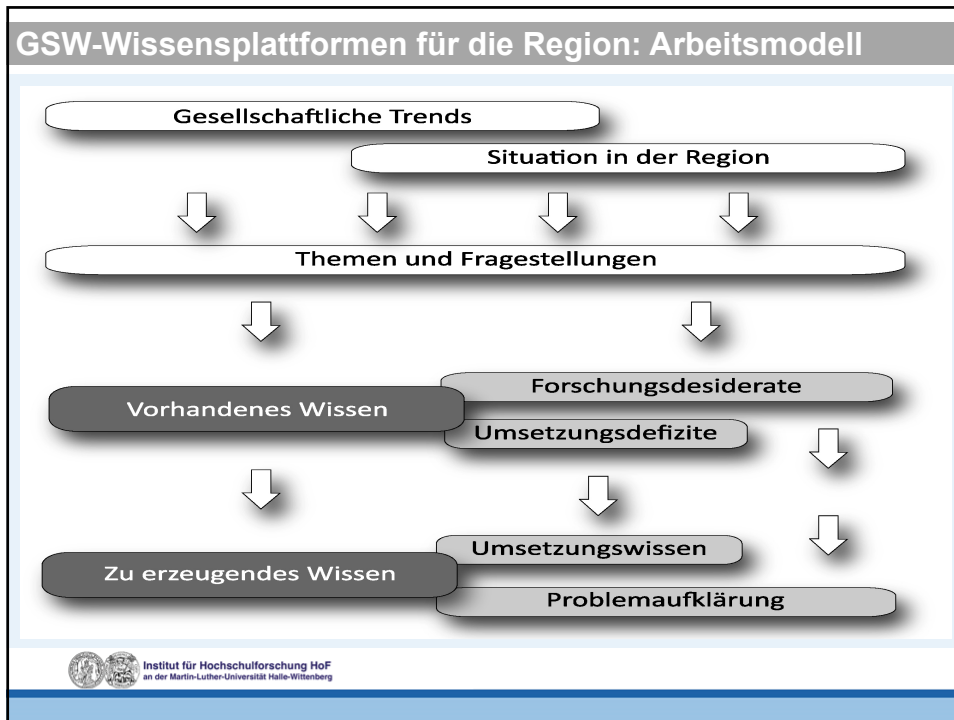 GSW-Wissensplattformen für die Region: Arbeitsmodell
Gesellschaftliche Trends
Situation in der Region
Themen und Fragestellungen
Forschungsdesiderate
Vorhandenes Wissen
Umsetzungsdefizite
Umsetzungswissen
Zu erzeugendes Wissen
Problemaufklärung
Institut für Hochschulforschung HoF
an der Martin-Luther-Universität Halle-Wittenberg